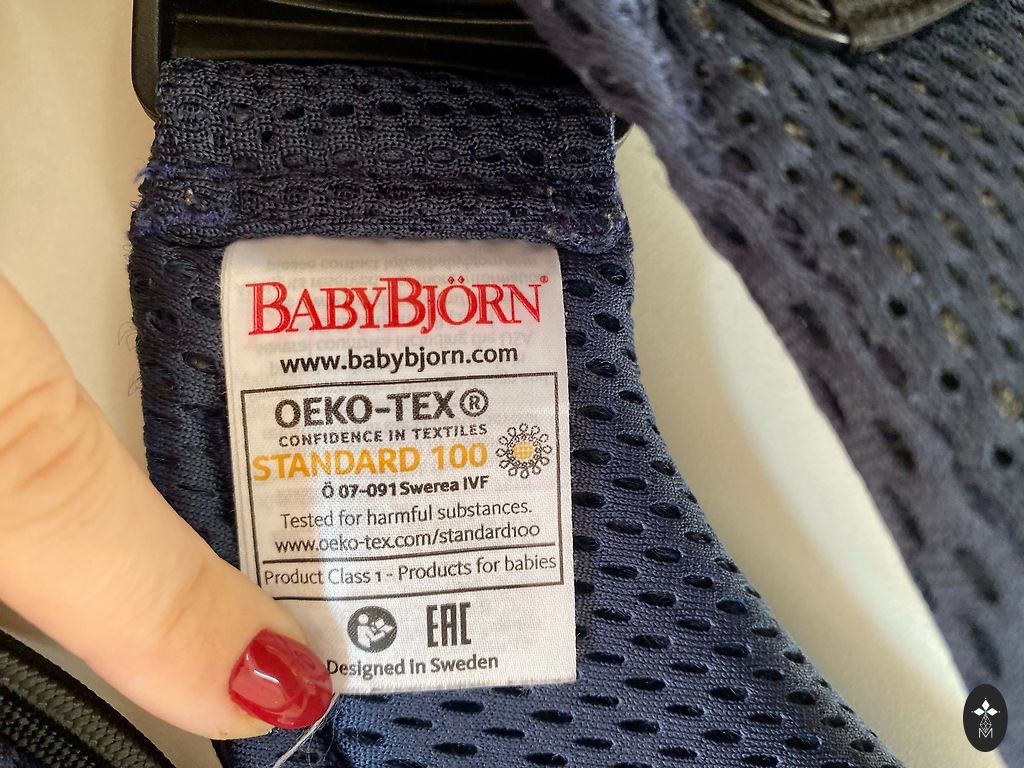 BABYBJÖRN®
www.babybjorn.com
OEKO-TEX®
CONFIDENCE IN TEXTILES
STANDARD 100
Ö 07-091 Swerea IVF
Tested for harmful substances.
www.oeko-tex.com/standard100
Product Class 1 - Products for babies
EAC
Designed in Sweden